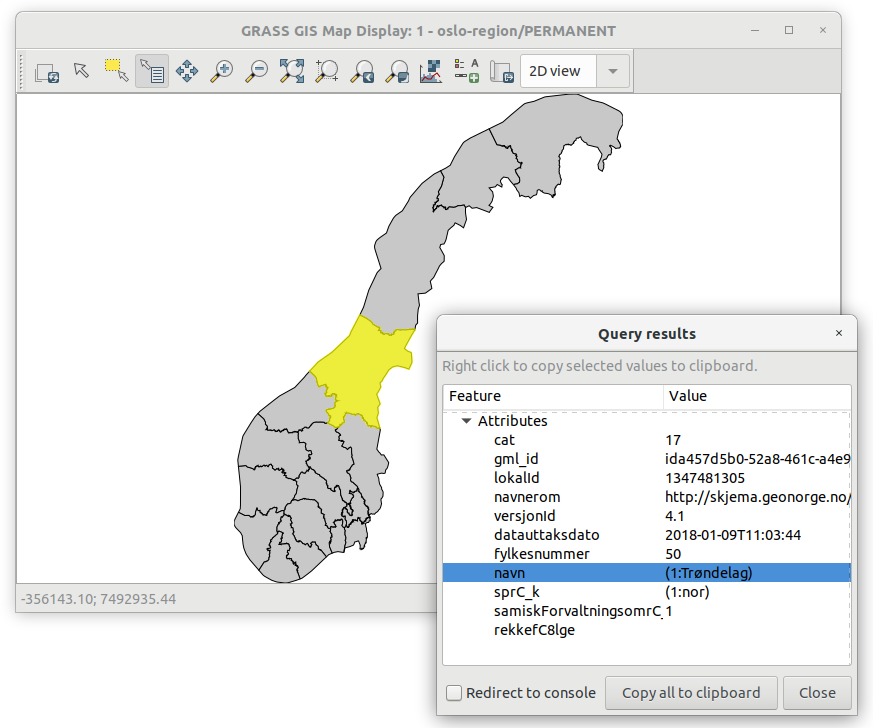 GRASS GIS Map Display: 1 - oslo-region/PERMANENT
2D view
-356143.10; 7492935.44
Query results
Right click to copy selected values to clipboard.
Feature Value
Attributes
cat 17
gml_id ida457d5b0-52a8-461c-a4e9
lokalId 1347481305
navnerom http://skjema.geonorge.no/
versjonId 4.1
datauttaksdato 2018-01-09T11:03:44
fylkesnummer 50
navn (1:Trøndelag)
sprC_k (1:nor)
samiskForvaltningsomrC_ 1
rekkefC8lge
Redirect to console
Copy all to clipboard
Close